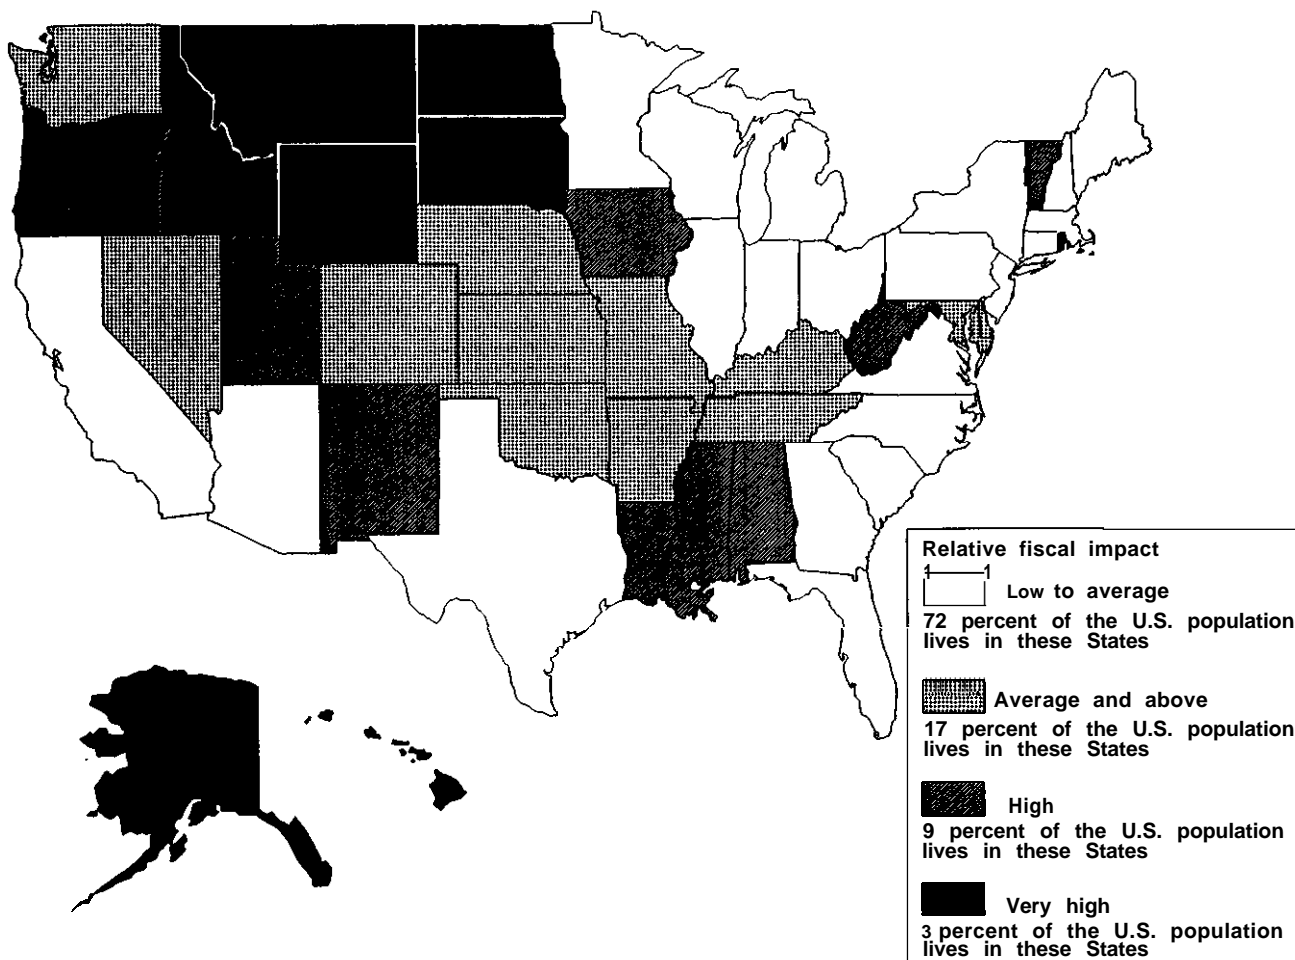 Relative fiscal impact
1 1
Low to average
72 percent of the U.S. population
lives in these States
Average and above
17 percent of the U.S. population
lives in these States
High
9 percent of the U.S. population
lives in these States
Very high
3 percent of the U.S. population
lives in these States